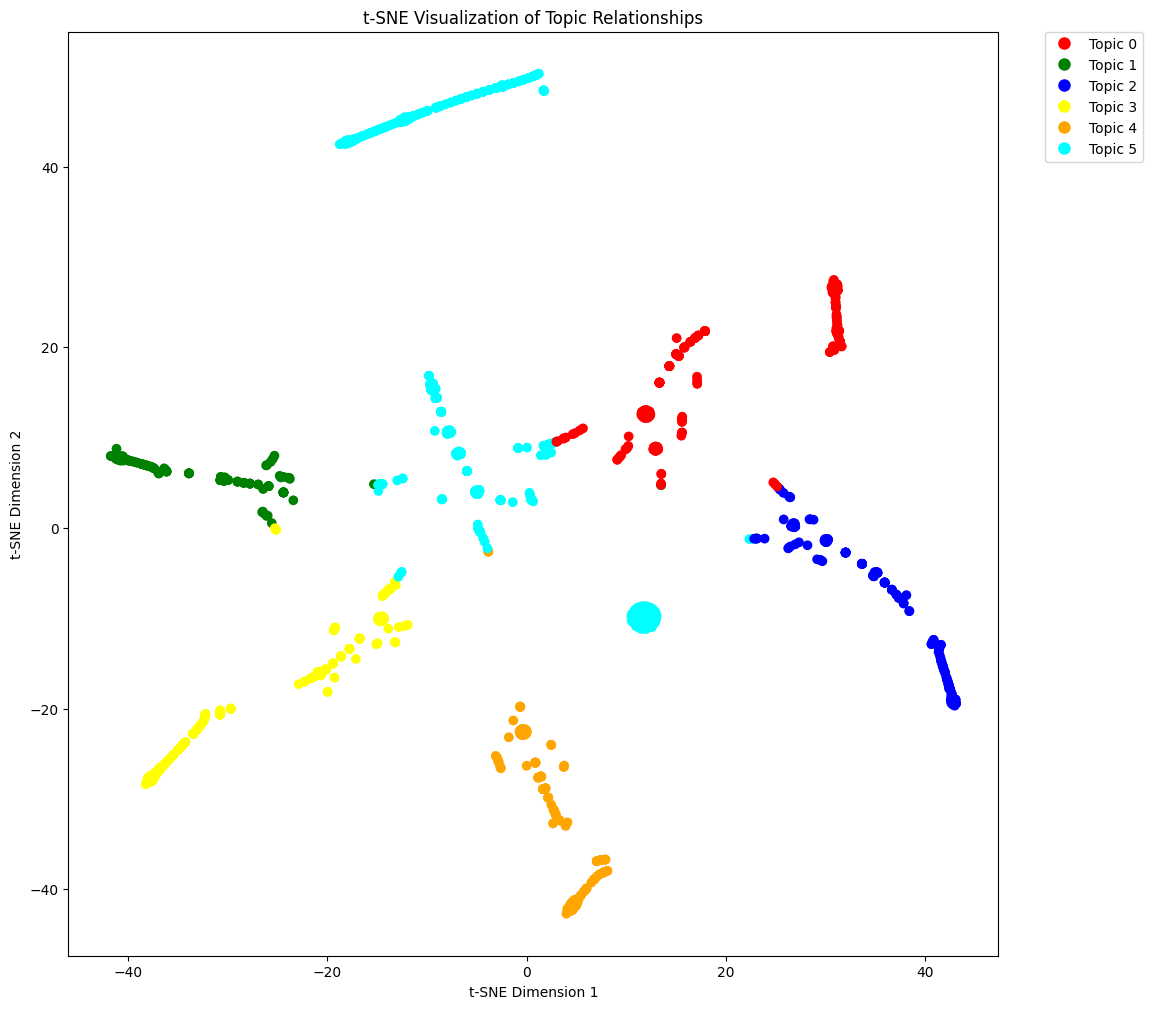 t-SNE Visualization of Topic Relationships
Topic 0
Topic 1
Topic 2
Topic 3
Topic 4
Topic 5
40
20
0
−20
−40
t-SNE Dimension 2
−40
−20
0
20
40
t-SNE Dimension 1